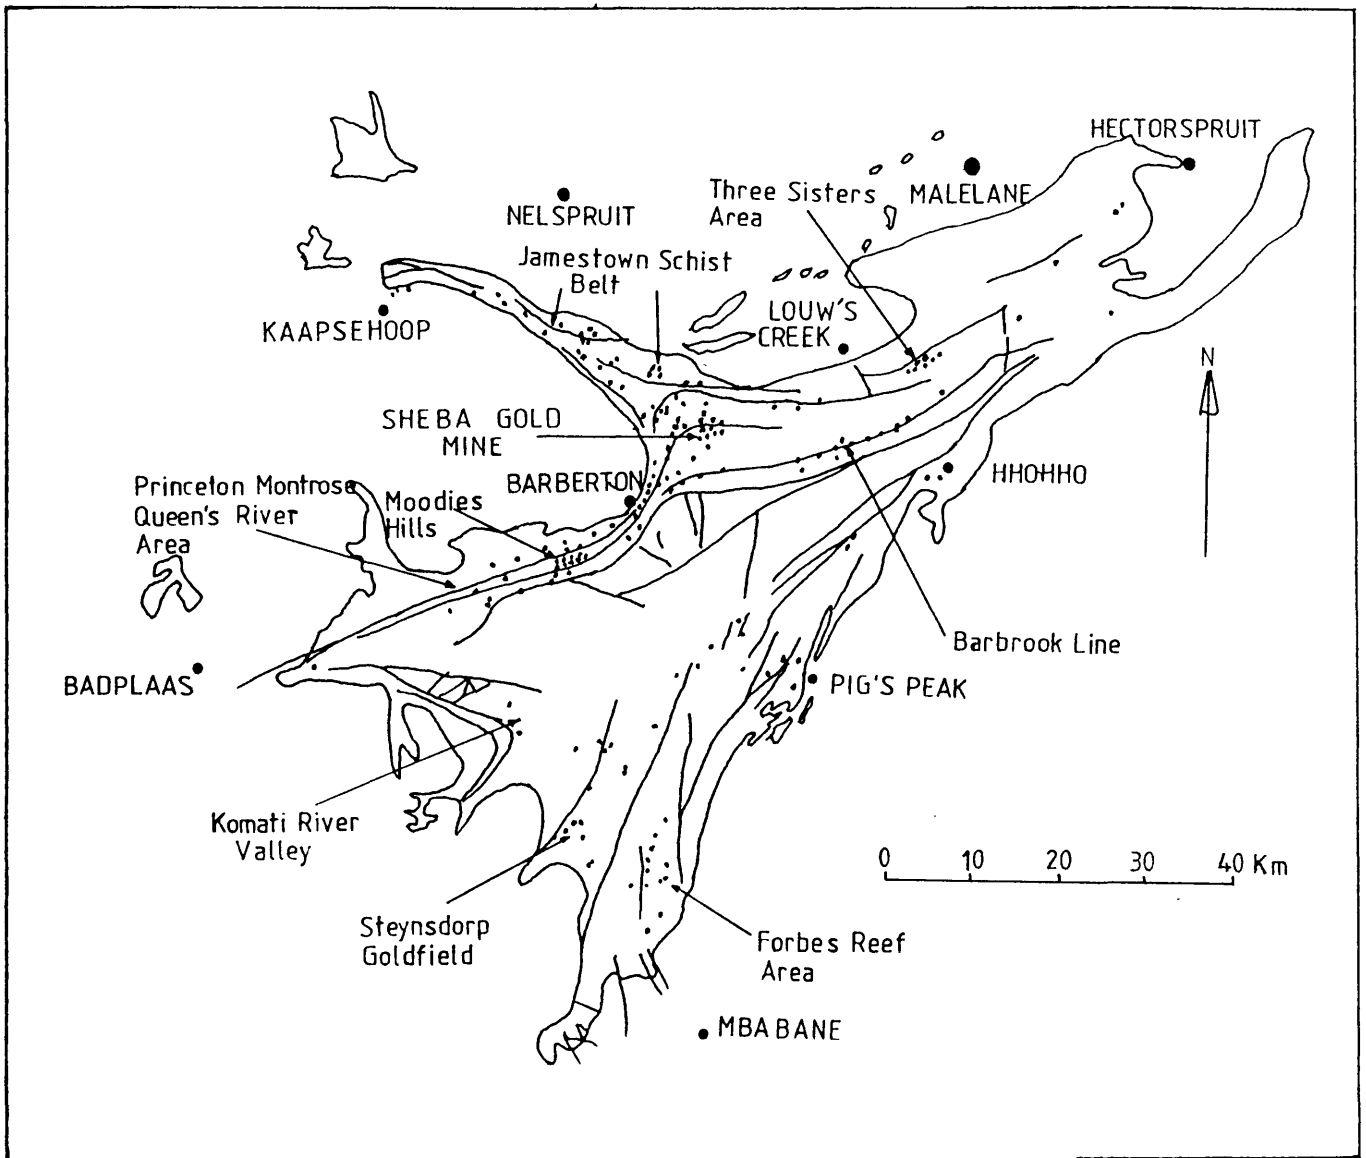 HECTORSPRUIT
Three Sisters
Area
MALELANE
NELSPRUIT
Jamestown Schist
Belt
LOUW'S
CREEK
KAAPSEHOOP
N
SHEBA GOLD
MINE
BARBERTON
HHOHHO
Princeton Montrose
Queen's River
Area
Moodies
Hills
Barbrook Line
BADPLAAS
PIG'S PEAK
Komati River
Valley
0 10 20 30 40 Km
Steynsdorp
Goldfield
Forbes Reef
Area
MBABANE